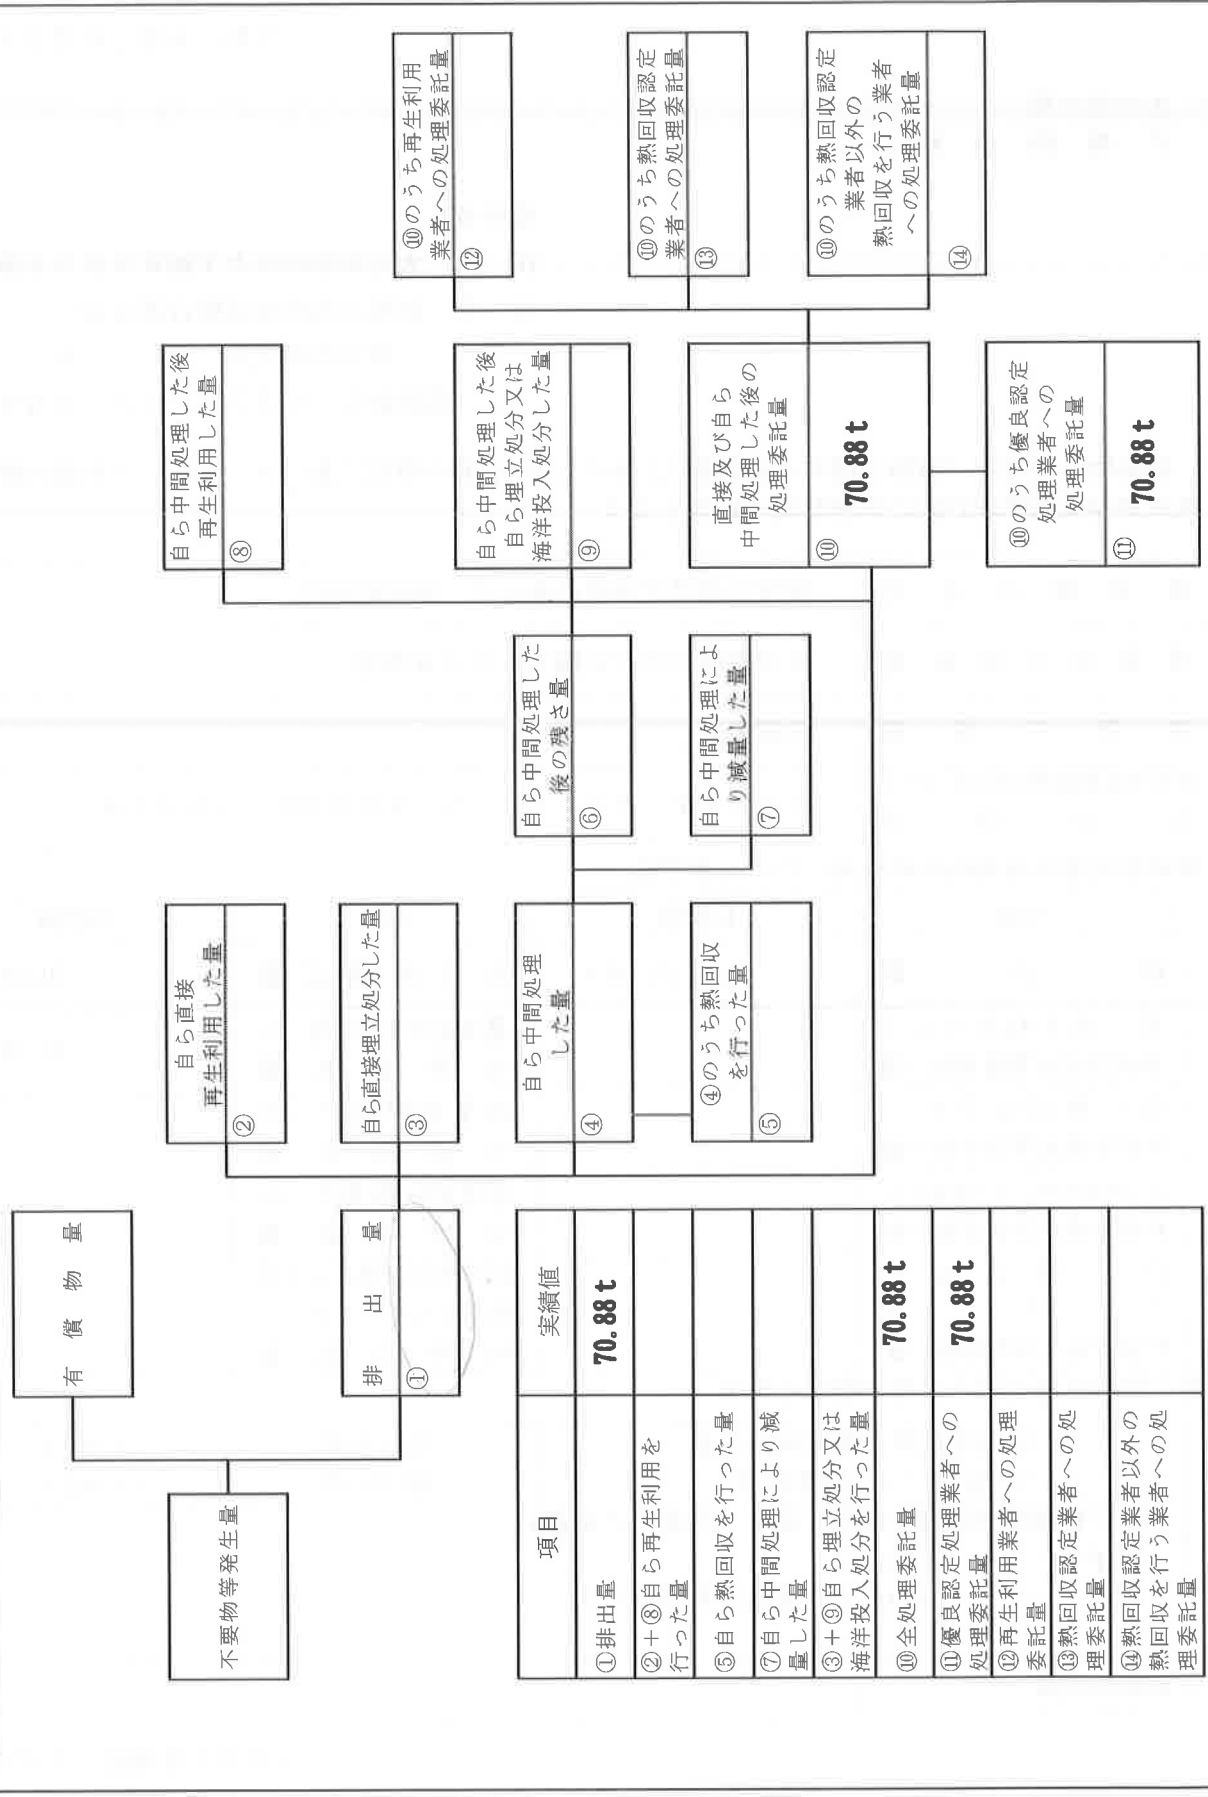 不要物等発生量
有償物量
排出量
①
自ら直接
再生利用した量
②
自ら直接埋立処分した量
③
自ら中間処理
した量
④
④のうち熱回収
を行った量
⑤
自ら中間処理した
後の残さ量
⑥
自ら中間処理によ
り減量した量
⑦
自ら中間処理した後
再生利用した量
⑧
自ら中間処理した後
自ら埋立処分又は
海洋投入処分した量
⑨
直接及び自ら
中間処理した後の
処理委託量
⑩
70.88t
⑩のうち優良認定
処理業者への
処理委託量
⑪
70.88t
⑩のうち再生利用
業者への処理委託量
⑫
⑩のうち熱回収認定
業者への処理委託量
⑬
⑩のうち熱回収認定
業者以外の
熱回収を行う業者
への処理委託量
⑭
項目 実績値
①排出量 70.88t
②+⑧自ら再生利用を
行った量
⑤自ら熱回収を行った量
⑦自ら中間処理により減
量した量
③+⑨自ら埋立処分又は
海洋投入処分を行った量
⑩全処理委託量 70.88t
⑪優良認定処理業者への
処理委託量 70.88t
⑫再生利用業者への処理
委託量
⑬熱回収認定業者への処
理委託量
⑭熱回収認定業者以外の
熱回収を行う業者への処
理委託量